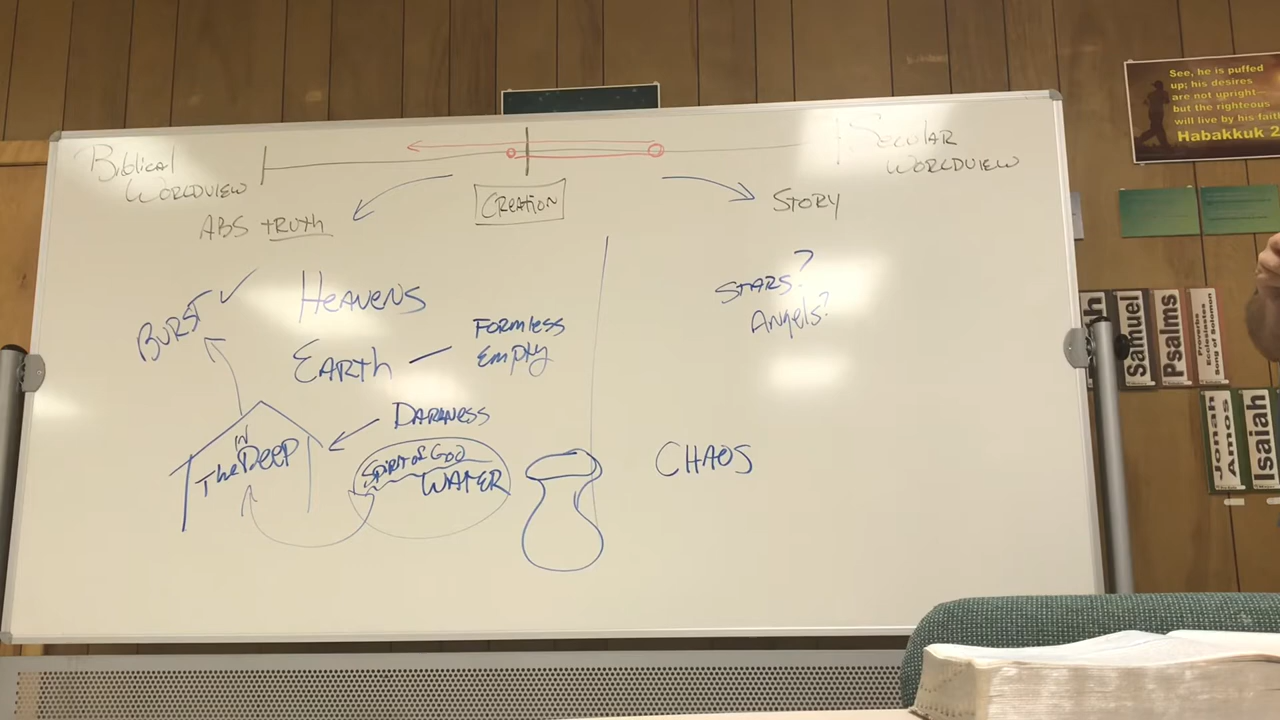 Biblical
Worldview
Secular
Worldview
Creation
ABS truth
Story
Burst ✓
Heavens
Stars?
Angels?
Earth — Formless
Empty
Darkness
in
The Deep
Spirit of God
Water
Chaos
See, he is puffed
up; his desires
are not upright—
but the righteous
will live by his faith
Habakkuk 2
Samuel
Psalms
Proverbs
Ecclesiastes
Song of Solomon
Jonah
Amos
Isaiah